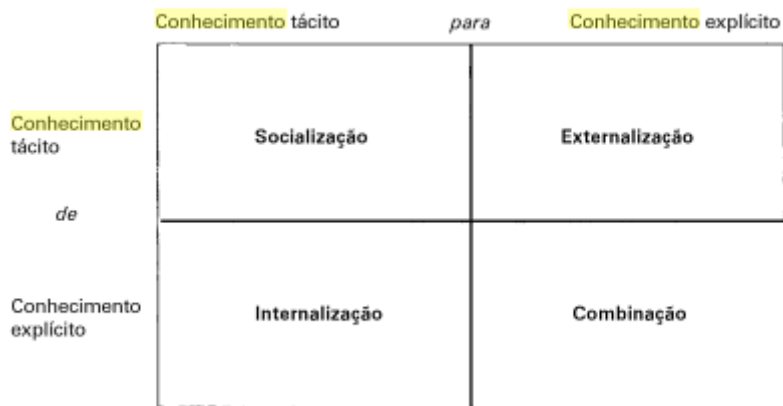 Conhecimento tácito para Conhecimento explícito
Conhecimento
tácito
Socialização Externalização
de
Conhecimento
explícito
Internalização Combinação